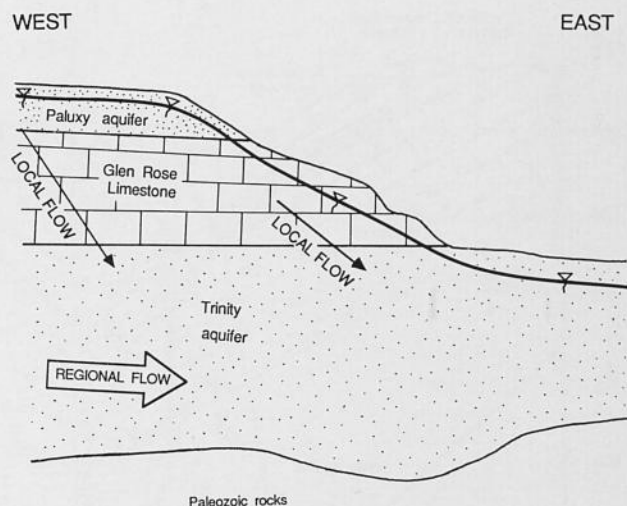 WEST
EAST
Paluxy aquifer
Glen Rose
Limestone
LOCAL FLOW
LOCAL FLOW
Trinity
aquifer
REGIONAL FLOW
Paleozoic rocks